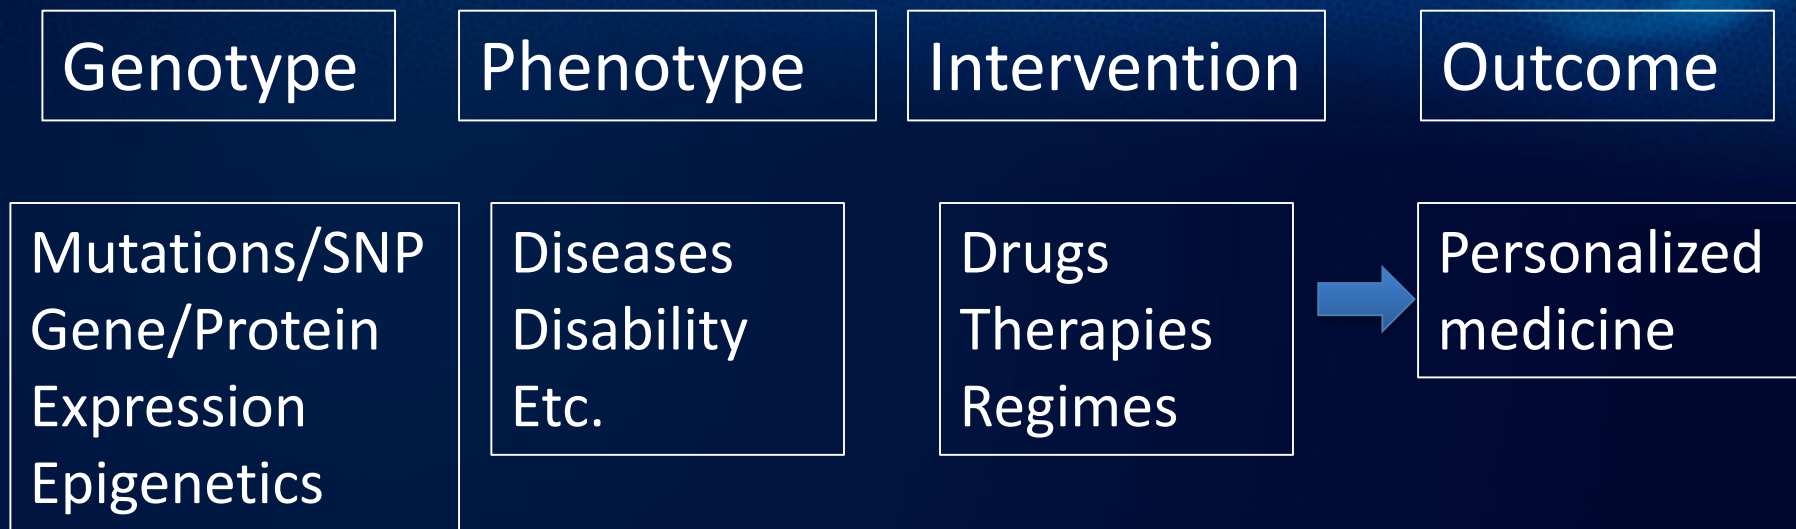 Genotype
Phenotype
Intervention
Outcome
Mutations/SNP
Gene/Protein
Expression
Epigenetics
Diseases
Disability
Etc.
Drugs
Therapies
Regimes
Personalized
medicine